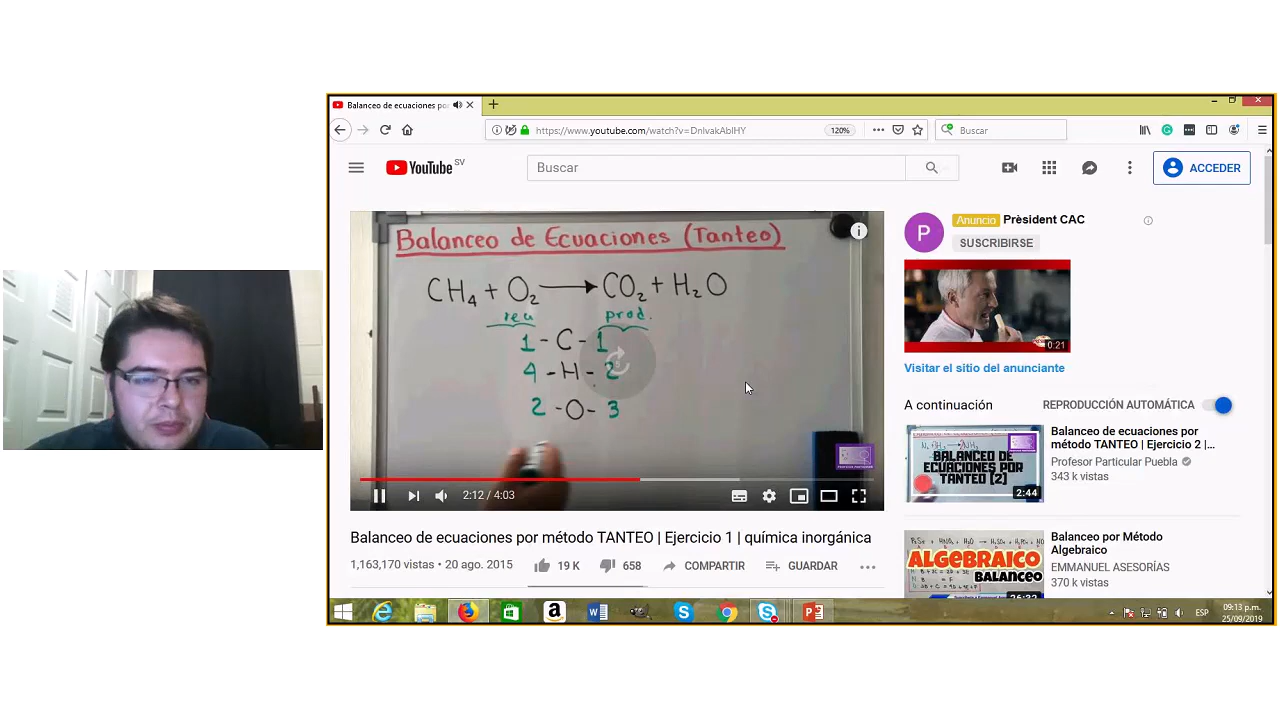 Balanceo de ecuaciones por
https://www.youtube.com/watch?v=DnlvakAblHY
120%
Buscar
YouTube SV
Buscar
ACCEDER
Balanceo de Ecuaciones (Tanteo)
CH₄ + O₂ → CO₂ + H₂O
rea prod.
1 - C - 1
4 - H - 2
2 - O - 3
2:12 / 4:03
Balanceo de ecuaciones por método TANTEO | Ejercicio 1 | química inorgánica
1,163,170 vistas • 20 ago. 2015
19 K
658
COMPARTIR
GUARDAR
P
Anuncio Prèsident CAC
SUSCRIBIRSE
0:21
Visitar el sitio del anunciante
A continuación
REPRODUCCIÓN AUTOMÁTICA
BALANCEO DE
ECUACIONES POR
TANTEO [2]
2:44
Balanceo de ecuaciones por
método TANTEO | Ejercicio 2 |...
Profesor Particular Puebla
343 k vistas
ALGEBRAICO
BALANCEO
26:32
Balanceo por Método
Algebraico
EMMANUEL ASESORÍAS
370 k vistas
ESP
09:13 p.m.
25/09/2019